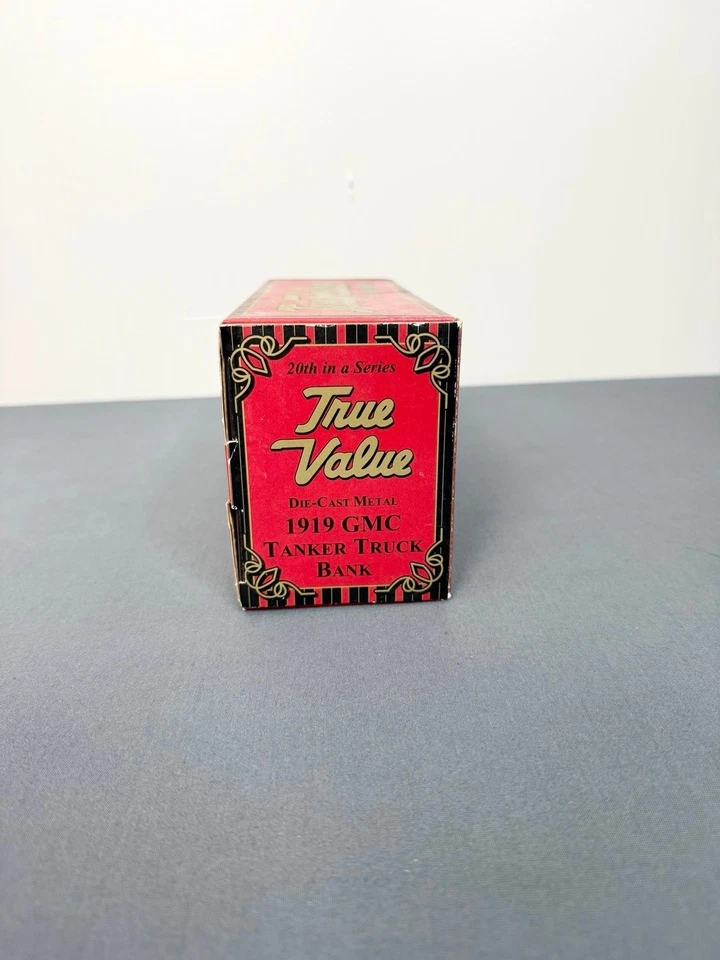 20th in a Series
True
Value
Die-Cast Metal
1919 GMC
Tanker Truck
Bank